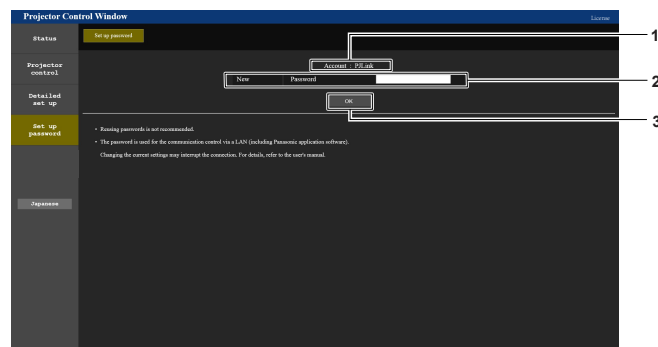 Projector Control Window
License
Status
Set up password
1
Projector
control
Account : PJLink
New Password
2
Detailed
set up
OK
3
Set up
password
• Reusing passwords is not recommended.
• The password is used for the communication control via a LAN (including Panasonic application software).
Changing the current settings may interrupt the connection. For details, refer to the user's manual.
Japanese